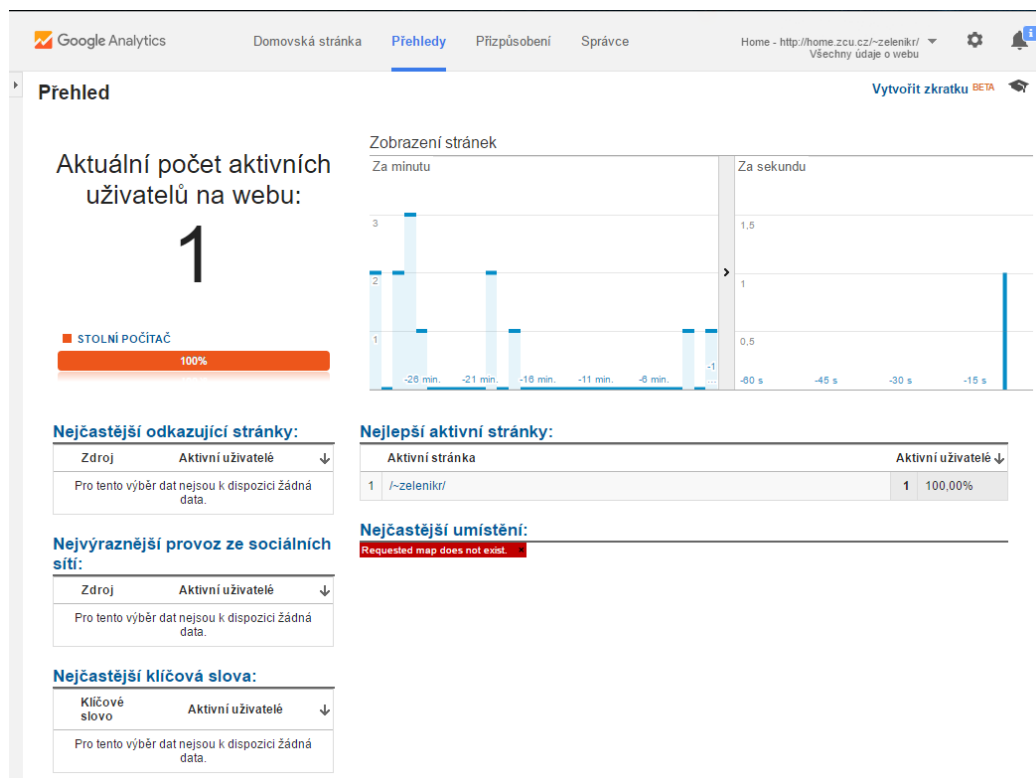 Google Analytics
Domovská stránka
Přehledy
Přizpůsobení
Správce
Home - http://home.zcu.cz/~zelenikr/
Všechny údaje o webu
i
Přehled
Vytvořit zkratku BETA
Aktuální počet aktivních
uživatelů na webu:
1
STOLNÍ POČÍTAČ
100%
Zobrazení stránek
Za minutu
3
2
1
-26 min.
-21 min.
-16 min.
-11 min.
-6 min.
-1
...
Za sekundu
1,5
1
0,5
-60 s
-45 s
-30 s
-15 s
Nejčastější odkazující stránky:
Zdroj Aktivní uživatelé
Pro tento výběr dat nejsou k dispozici žádná
data.
Nejvýraznější provoz ze sociálních
sítí:
Zdroj Aktivní uživatelé
Pro tento výběr dat nejsou k dispozici žádná
data.
Nejčastější klíčová slova:
Klíčové
slovo
Aktivní uživatelé
Pro tento výběr dat nejsou k dispozici žádná
data.
Nejlepší aktivní stránky:
Aktivní stránka Aktivní uživatelé
1 /~zelenikr/ 1 100,00%
Nejčastější umístění:
Requested map does not exist. x